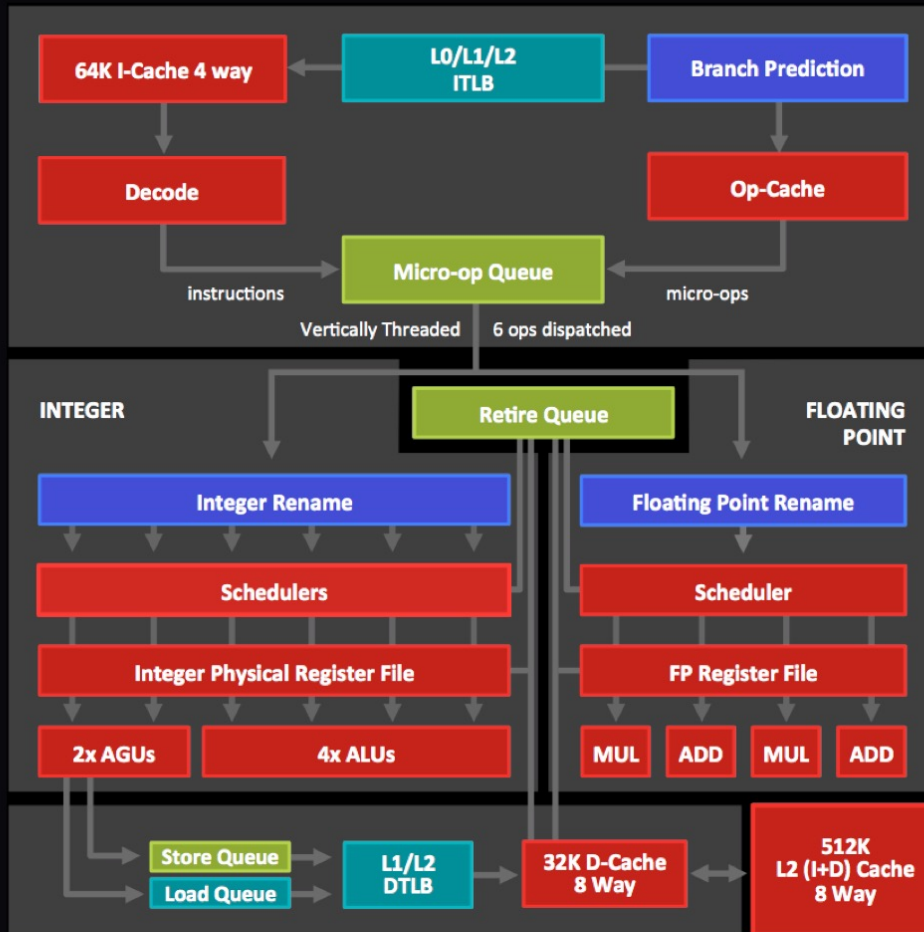 64K I-Cache 4 way
L0/L1/L2
ITLB
Branch Prediction
Decode
Op-Cache
Micro-op Queue
instructions
micro-ops
Vertically Threaded
6 ops dispatched
INTEGER
Retire Queue
FLOATING
POINT
Integer Rename
Floating Point Rename
Schedulers
Scheduler
Integer Physical Register File
FP Register File
2x AGUs
4x ALUs
MUL
ADD
MUL
ADD
Store Queue
Load Queue
L1/L2
DTLB
32K D-Cache
8 Way
512K
L2 (I+D) Cache
8 Way